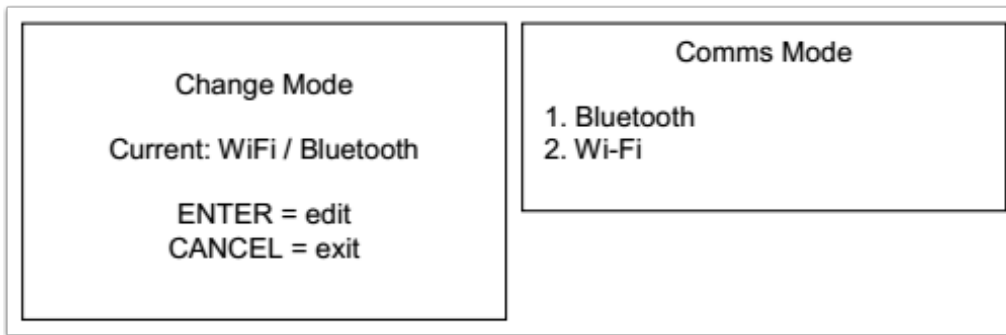 Change Mode
Current: WiFi / Bluetooth
ENTER = edit
CANCEL = exit
Comms Mode
1. Bluetooth
2. Wi-Fi